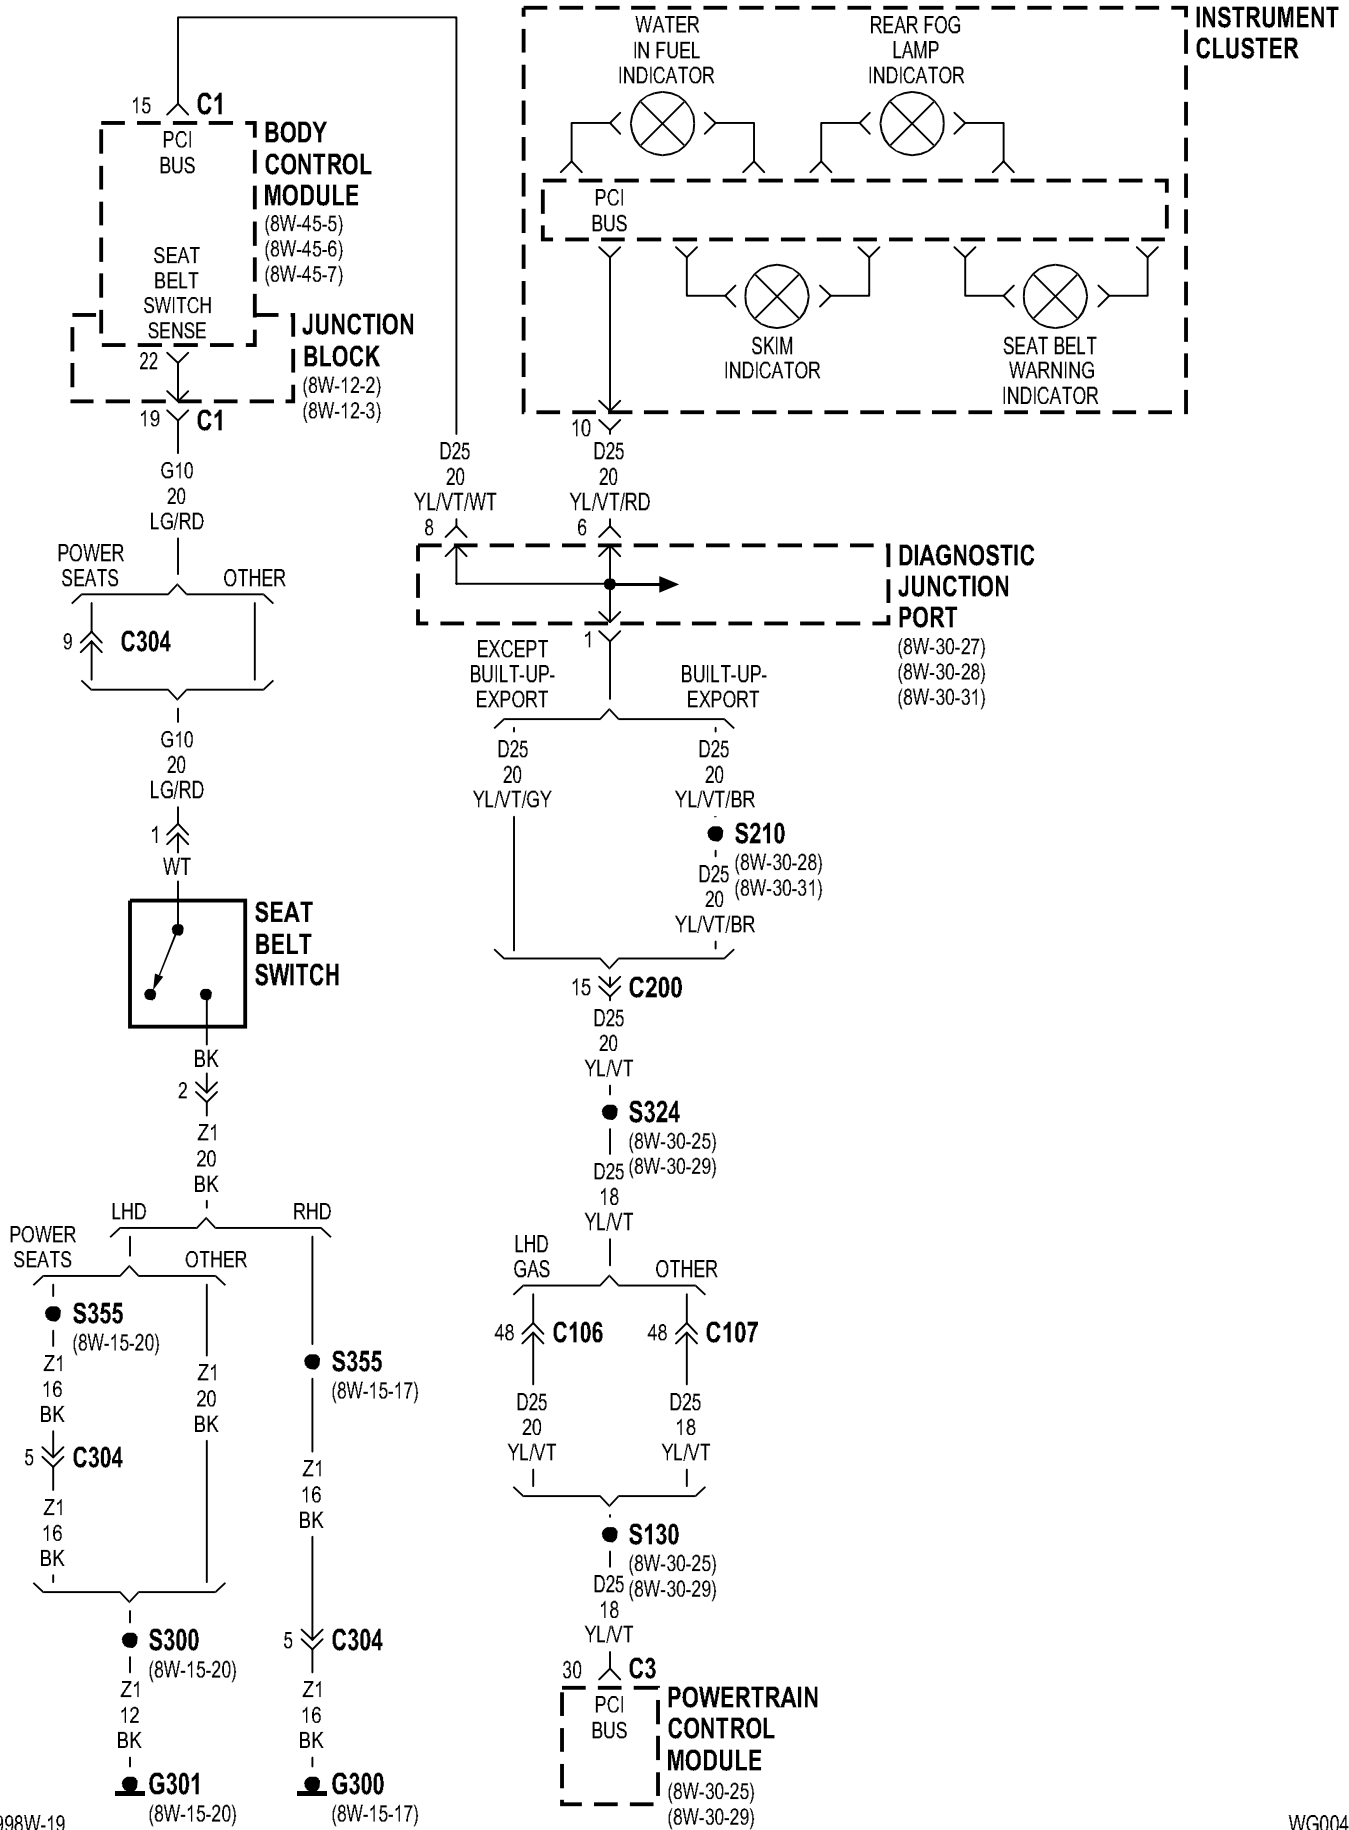 INSTRUMENT
CLUSTER
WATER
IN FUEL
INDICATOR
REAR FOG
LAMP
INDICATOR
PCI
BUS
SKIM
INDICATOR
SEAT BELT
WARNING
INDICATOR
10
D25
20
YL/VT/RD
6
15
C1
PCI
BUS
BODY
CONTROL
MODULE
(8W-45-5)
(8W-45-6)
(8W-45-7)
SEAT
BELT
SWITCH
SENSE
22
JUNCTION
BLOCK
(8W-12-2)
(8W-12-3)
19
C1
G10
20
LG/RD
POWER
SEATS
OTHER
9
C304
G10
20
LG/RD
1
WT
SEAT
BELT
SWITCH
BK
2
Z1
20
BK
LHD
RHD
POWER
SEATS
OTHER
S355
(8W-15-20)
Z1
16
BK
5
C304
Z1
16
BK
Z1
20
BK
S300
(8W-15-20)
Z1
12
BK
G301
(8W-15-20)
S355
(8W-15-17)
Z1
16
BK
5
C304
Z1
16
BK
G300
(8W-15-17)
D25
20
YL/VT/WT
8
DIAGNOSTIC
JUNCTION
PORT
(8W-30-27)
(8W-30-28)
(8W-30-31)
1
EXCEPT
BUILT-UP-
EXPORT
BUILT-UP-
EXPORT
D25
20
YL/VT/GY
D25
20
YL/VT/BR
S210
(8W-30-28)
(8W-30-31)
D25
20
YL/VT/BR
15
C200
D25
20
YL/VT
S324
(8W-30-25)
(8W-30-29)
D25
18
YL/VT
LHD
GAS
OTHER
48
C106
48
C107
D25
20
YL/VT
D25
18
YL/VT
S130
(8W-30-25)
(8W-30-29)
D25
18
YL/VT
30
C3
PCI
BUS
POWERTRAIN
CONTROL
MODULE
(8W-30-25)
(8W-30-29)
998W-19
WG004